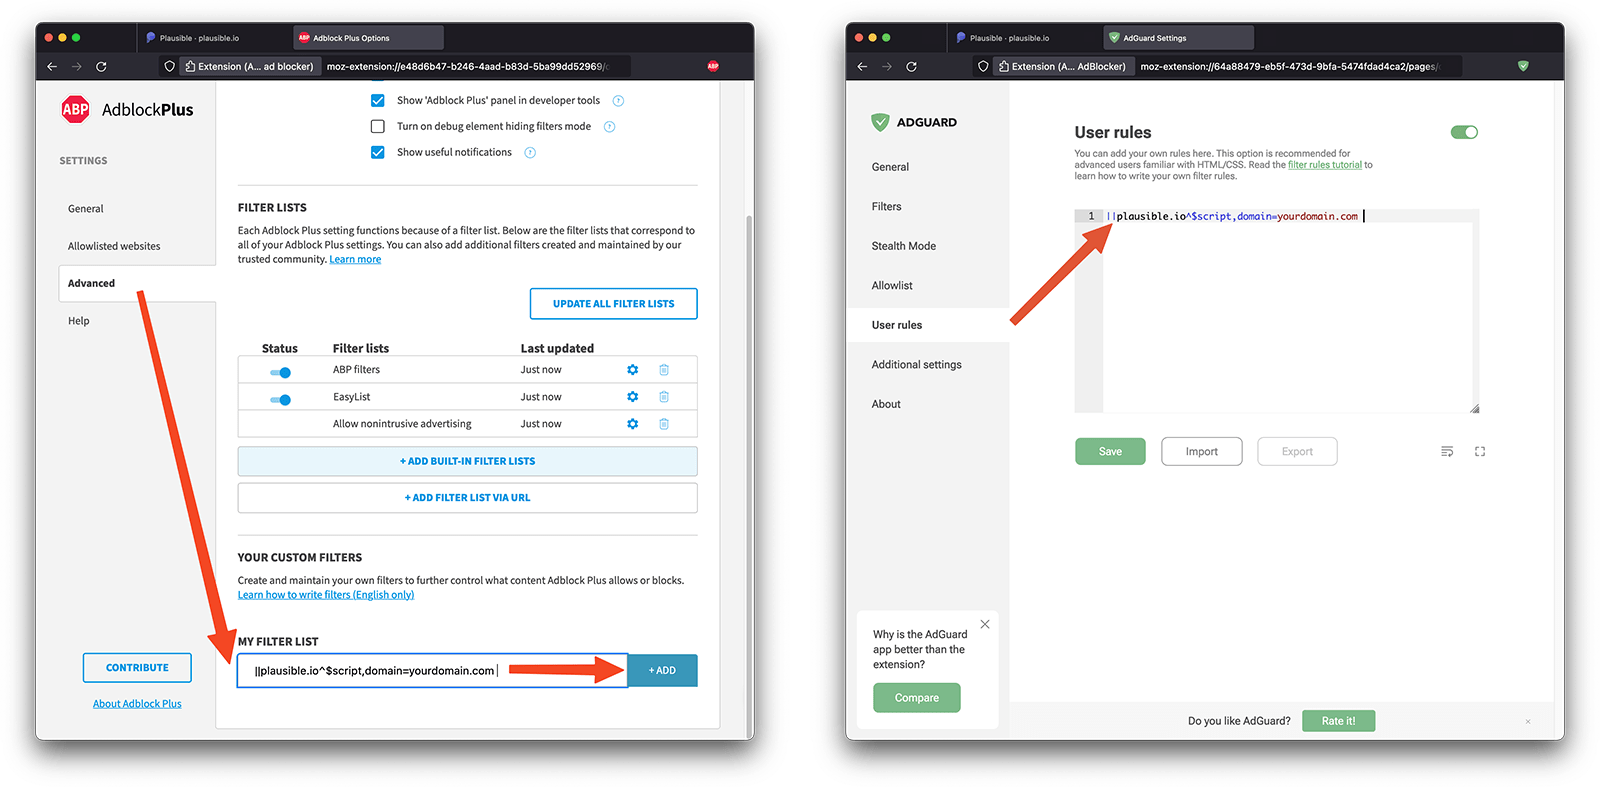 Plausible · plausible.io
ABP Adblock Plus Options
Extension (A... ad blocker)
moz-extension://e48d6b47-b246-4aad-b83d-5ba99dd52969/
ABP
ABP AdblockPlus
SETTINGS
General
Allowlisted websites
Advanced
Help
CONTRIBUTE
About Adblock Plus
Show 'Adblock Plus' panel in developer tools ?
Turn on debug element hiding filters mode ?
Show useful notifications ?
FILTER LISTS
Each Adblock Plus setting functions because of a filter list. Below are the filter lists that correspond to
all of your Adblock Plus settings. You can also add additional filters created and maintained by our
trusted community. Learn more
UPDATE ALL FILTER LISTS
Status Filter lists Last updated
ABP filters Just now
EasyList Just now
Allow nonintrusive advertising Just now
+ ADD BUILT-IN FILTER LISTS
+ ADD FILTER LIST VIA URL
YOUR CUSTOM FILTERS
Create and maintain your own filters to further control what content Adblock Plus allows or blocks.
Learn how to write filters (English only)
MY FILTER LIST
||plausible.io^$script,domain=yourdomain.com
+ ADD
Plausible · plausible.io
AdGuard Settings
Extension (A... AdBlocker)
moz-extension://64a88479-eb5f-473d-9bfa-5474fdad4ca2/pages/
ADGUARD
General
Filters
Stealth Mode
Allowlist
User rules
Additional settings
About
Why is the AdGuard
app better than the
extension?
Compare
User rules
You can add your own rules here. This option is recommended for
advanced users familiar with HTML/CSS. Read the filter rules tutorial to
learn how to write your own filter rules.
1 ||plausible.io^$script,domain=yourdomain.com
Save Import Export
Do you like AdGuard? Rate it!